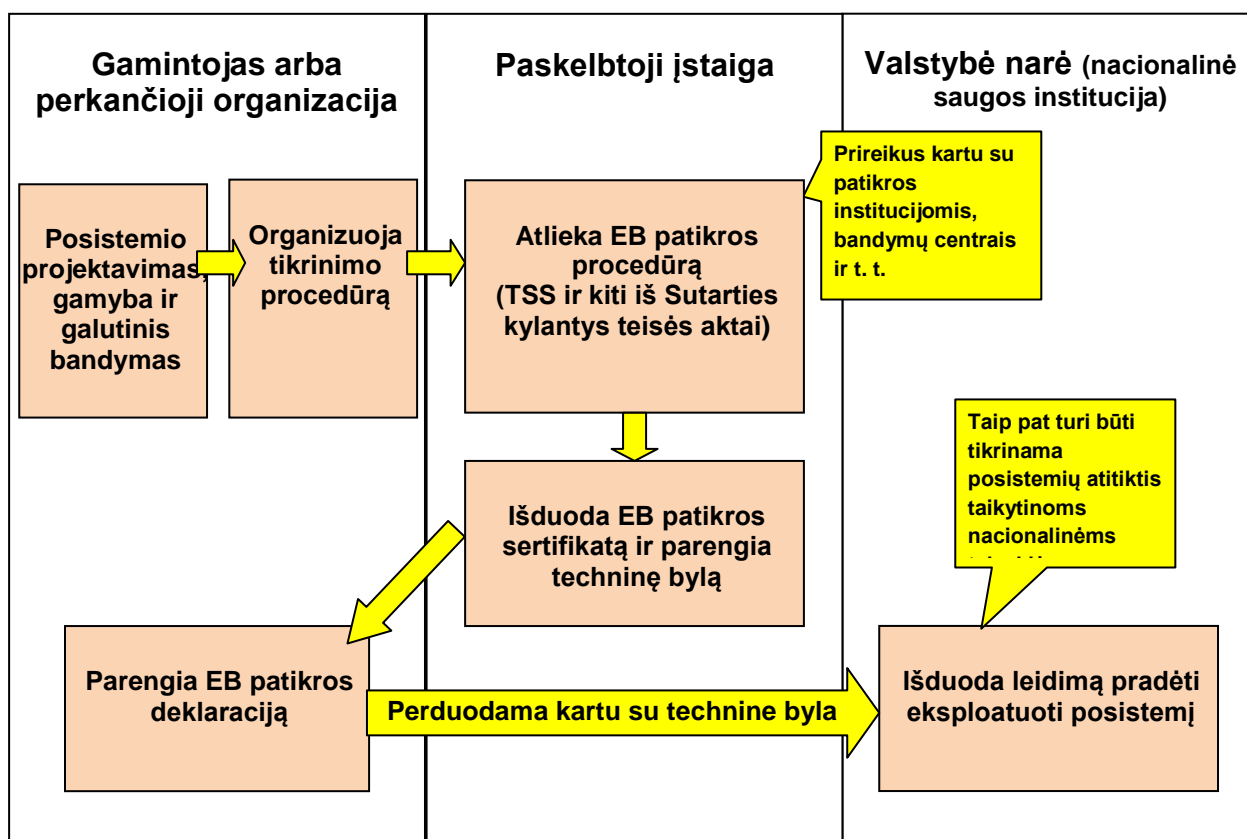 Gamintojas arba
perkančioji organizacija
Paskelbtoji įstaiga
Valstybė narė (nacionalinė
saugos institucija)
Prireikus kartu su
patikros
institucijomis,
bandymų centrais
ir t. t.
Posistemio
projektavimas,
gamyba ir
galutinis
bandymas
Organizuoja
tikrinimo
procedūrą
Atlieka EB patikros
procedūrą
(TSS ir kiti iš Sutarties
kylantys teisės aktai)
Taip pat turi būti
tikrinama
posistemių atitiktis
taikytinoms
nacionalinėms
Išduoda EB patikros
sertifikatą ir parengia
techninę bylą
Parengia EB patikros
deklaraciją
Perduodama kartu su technine byla
Išduoda leidimą pradėti
eksploatuoti posistemį